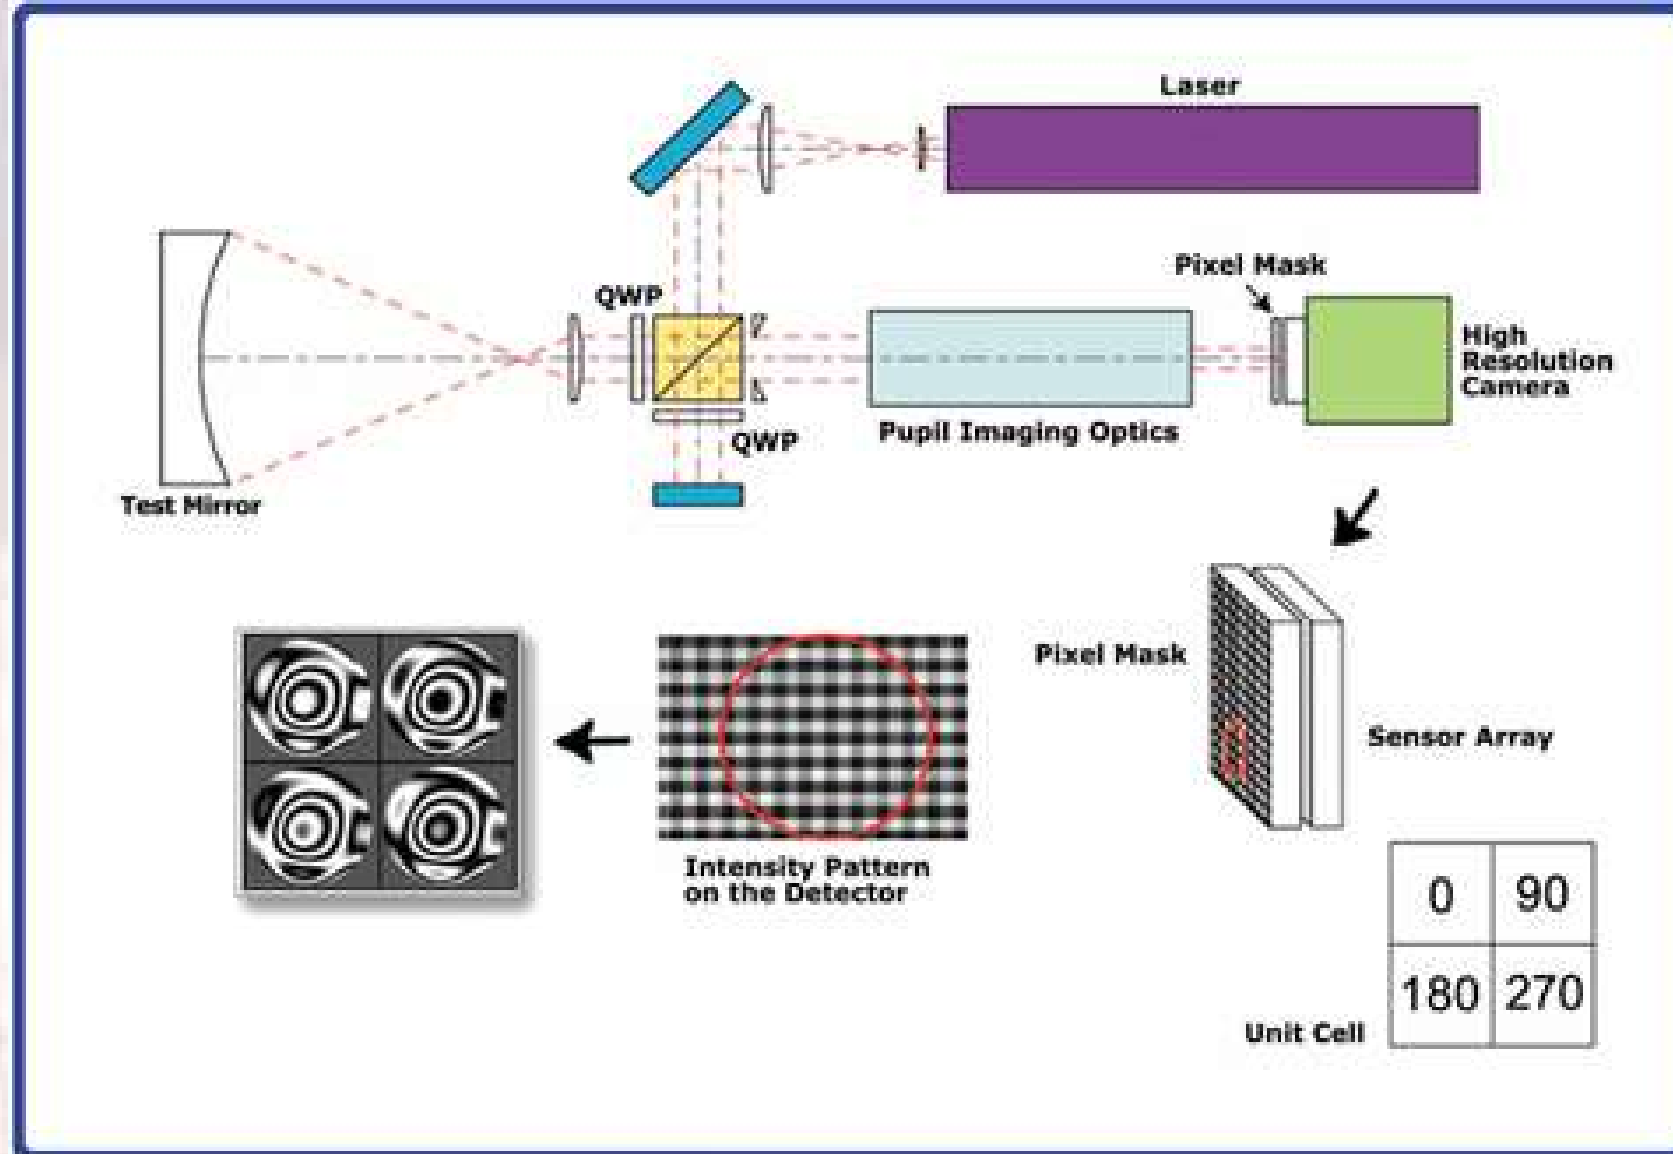 Laser
Pixel Mask
QWP
High
Resolution
Camera
Pupil Imaging Optics
QWP
Test Mirror
Pixel Mask
Sensor Array
Intensity Pattern
on the Detector
0 90
180 270
Unit Cell